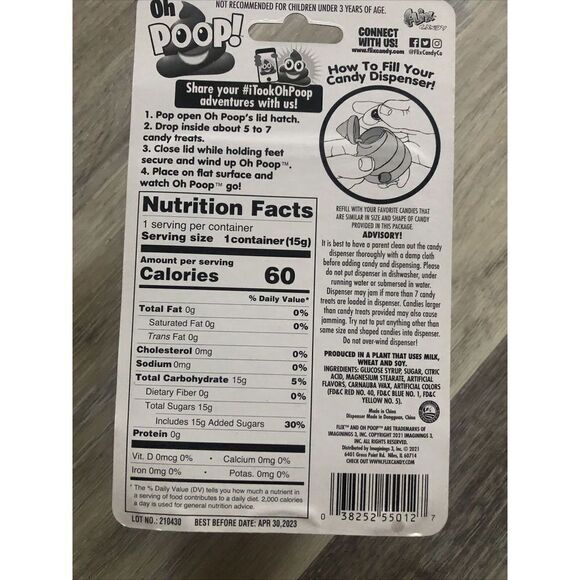 NOT RECOMMENDED FOR CHILDREN UNDER 3 YEARS OF AGE.
Oh
POOP!
Flix
CANDY
CONNECT
WITH US!
www.flixcandy.com
@FlixCandyCo
Share your #iTookOhPoop
adventures with us!
1. Pop open Oh Poop's lid hatch.
2. Drop inside about 5 to 7
candy treats.
3. Close lid while holding feet
secure and wind up Oh Poop™.
4. Place on flat surface and
watch Oh Poop™ go!
How To Fill Your
Candy Dispenser!
REFILL WITH YOUR FAVORITE CANDIES THAT
ARE SIMILAR IN SIZE AND SHAPE OF CANDY
PROVIDED IN THIS PACKAGE.
ADVISORY!
It is best to have a parent clean out the candy
dispenser thoroughly with a damp cloth
before adding candy and dispensing. Please
do not put dispenser in dishwasher, under
running water or submersed in water.
Dispenser may jam if more than 7 candy
treats are loaded in dispenser. Candies larger
than candy treats provided may also cause
jamming. Try not to put anything other than
same size and shaped candies into dispenser.
Do not over-wind dispenser!
PRODUCED IN A PLANT THAT USES MILK,
WHEAT AND SOY.
INGREDIENTS: GLUCOSE SYRUP, SUGAR, CITRIC
ACID, MAGNESIUM STEARATE, ARTIFICIAL
FLAVORS, CARNAUBA WAX, ARTIFICIAL COLORS
(FD&C RED NO. 40, FD&C BLUE NO. 1, FD&C
YELLOW NO. 5).
Made in China
Dispenser Made in Dongguan, China
FLIX™ AND OH POOP™ ARE TRADEMARKS OF
IMAGININGS 3, INC. COPYRIGHT 2021 IMAGININGS 3,
INC. ALL RIGHTS RESERVED.
Distributed by Imaginings 3, Inc. © 2021
6401 Gross Point Rd. Niles, IL 60714
CHECK OUT WWW.FLIXCANDY.COM
0 38252 55012 7
Nutrition Facts
1 serving per container
Serving size 1 container (15g)
Amount per serving
Calories 60
% Daily Value*
Total Fat 0g 0%
Saturated Fat 0g 0%
Trans Fat 0g
Cholesterol 0mg 0%
Sodium 0mg 0%
Total Carbohydrate 15g 5%
Dietary Fiber 0g 0%
Total Sugars 15g
Includes 15g Added Sugars 30%
Protein 0g
Vit. D 0mcg 0% • Calcium 0mg 0%
Iron 0mg 0% • Potas. 0mg 0%
* The % Daily Value (DV) tells you how much a nutrient in
a serving of food contributes to a daily diet. 2,000 calories
a day is used for general nutrition advice.
LOT NO.: 210430 BEST BEFORE DATE: APR 30,2023